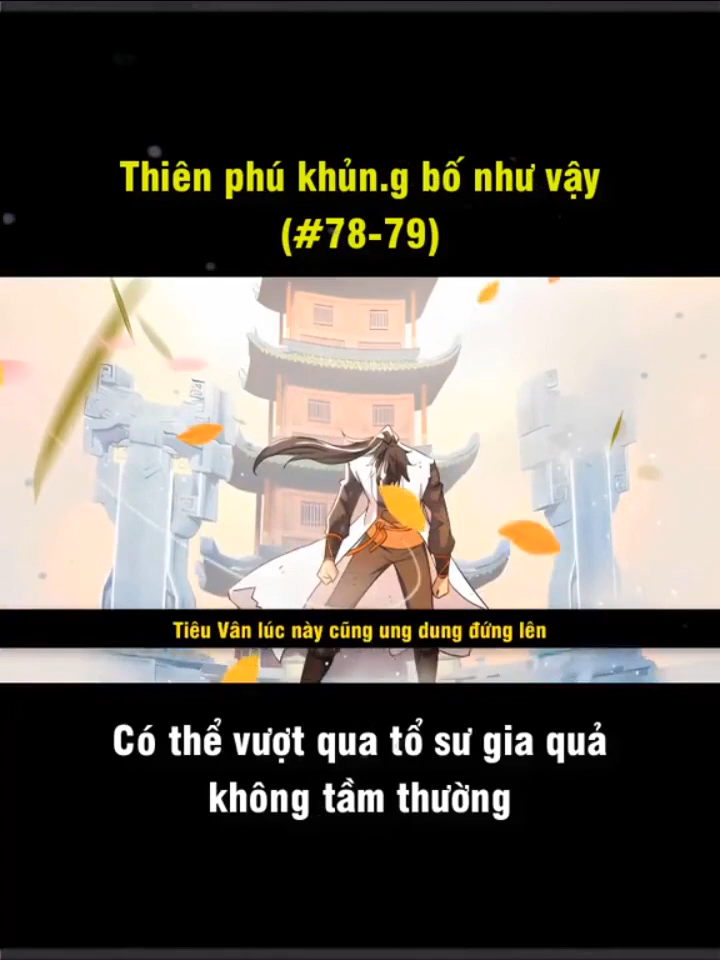 Thiên phú khủn.g bố như vậy
(#78-79)
Tiêu Vân lúc này cũng ung dung đứng lên
Có thể vượt qua tổ sư gia quả
không tầm thường